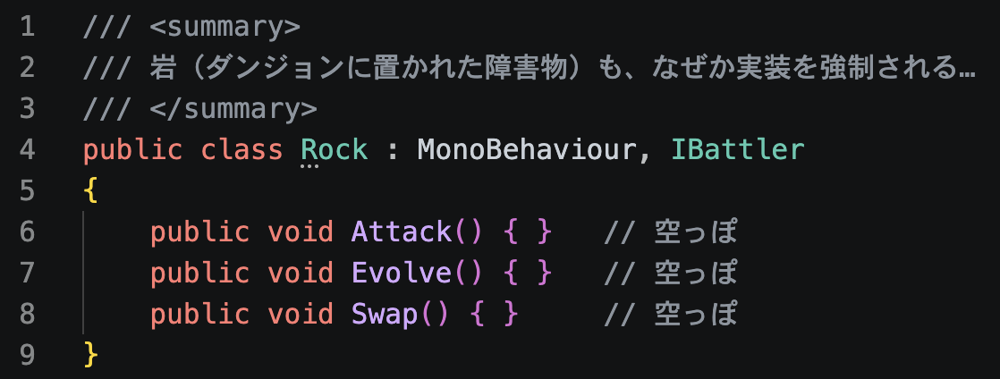 1 /// <summary>
2 /// 岩（ダンジョンに置かれた障害物）も、なぜか実装を強制される…
3 /// </summary>
4 public class Rock : MonoBehaviour, IBattler
5 {
6     public void Attack() { }   // 空っぽ
7     public void Evolve() { }   // 空っぽ
8     public void Swap() { }     // 空っぽ
9 }